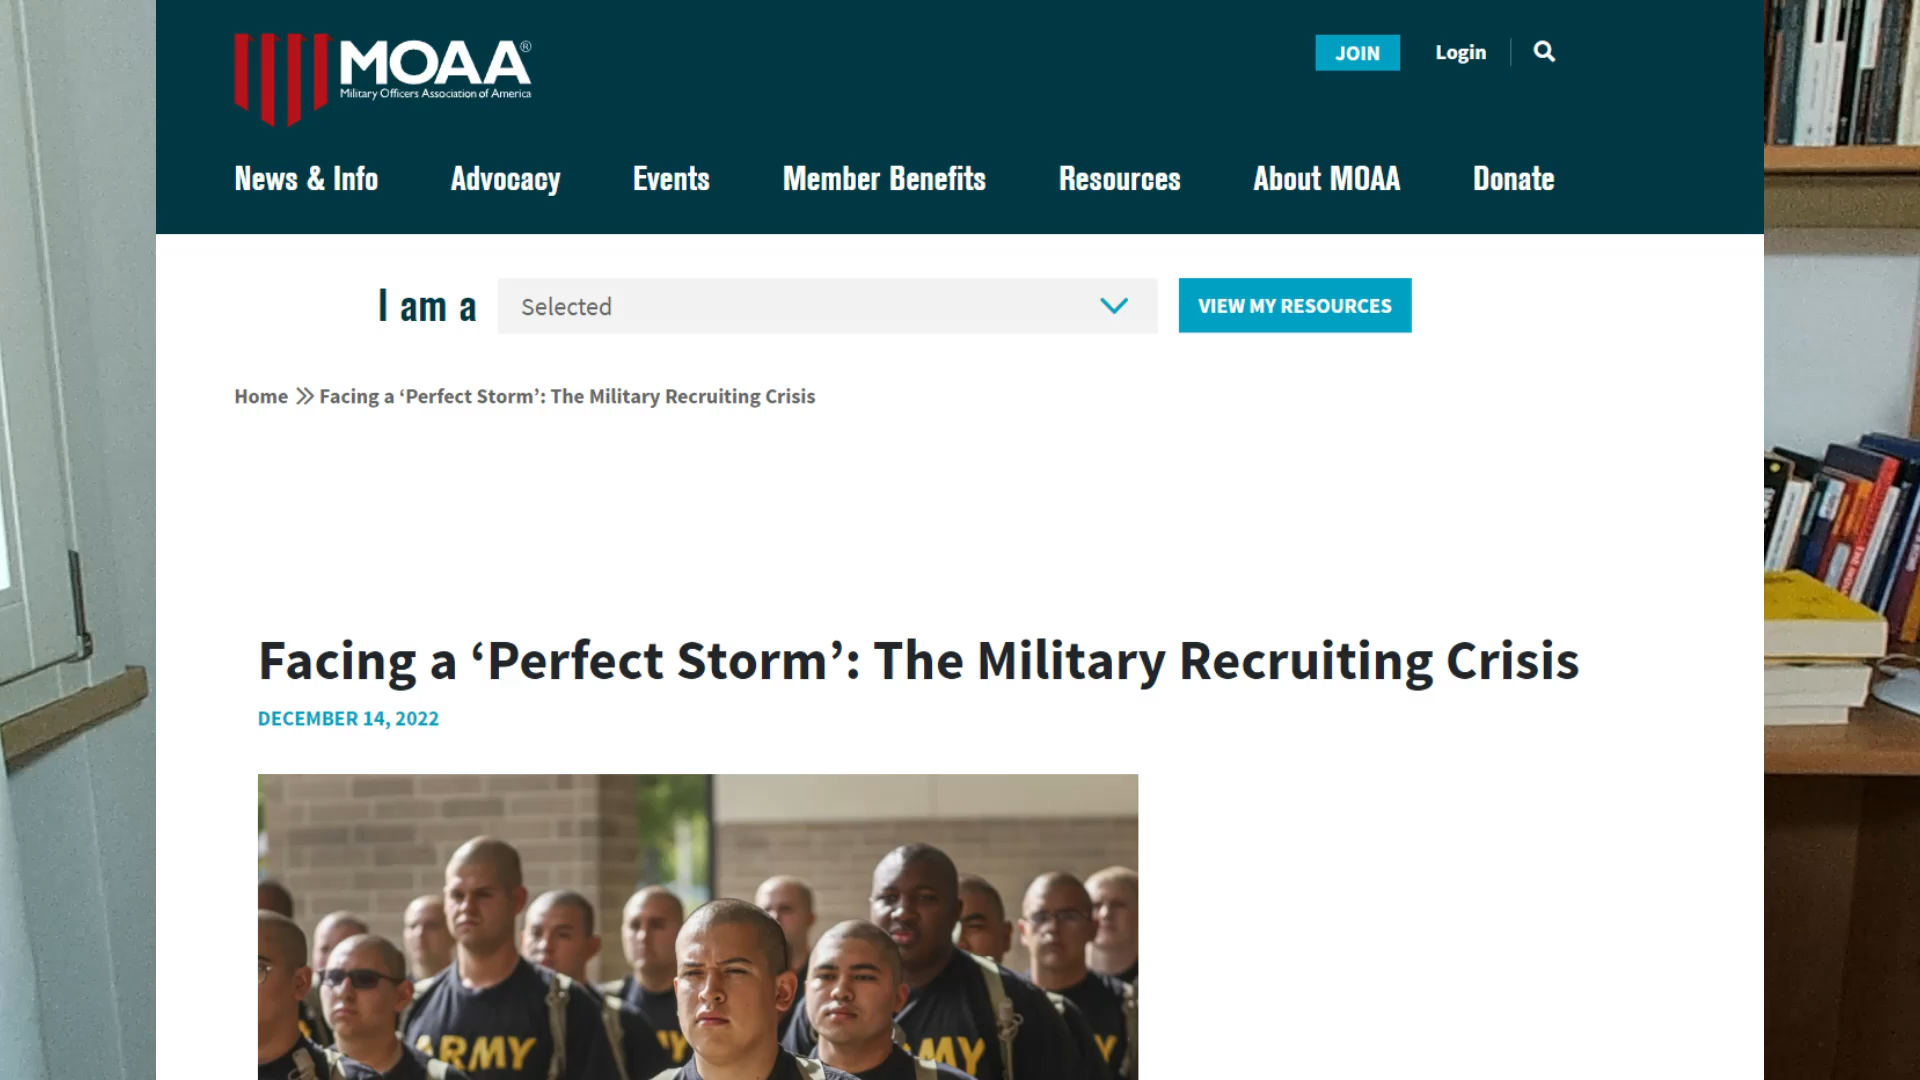 MOAA®
Military Officers Association of America
JOIN
Login
News & Info
Advocacy
Events
Member Benefits
Resources
About MOAA
Donate
I am a
Selected
VIEW MY RESOURCES
Home » Facing a ‘Perfect Storm’: The Military Recruiting Crisis
Facing a ‘Perfect Storm’: The Military Recruiting Crisis
DECEMBER 14, 2022
ARMY